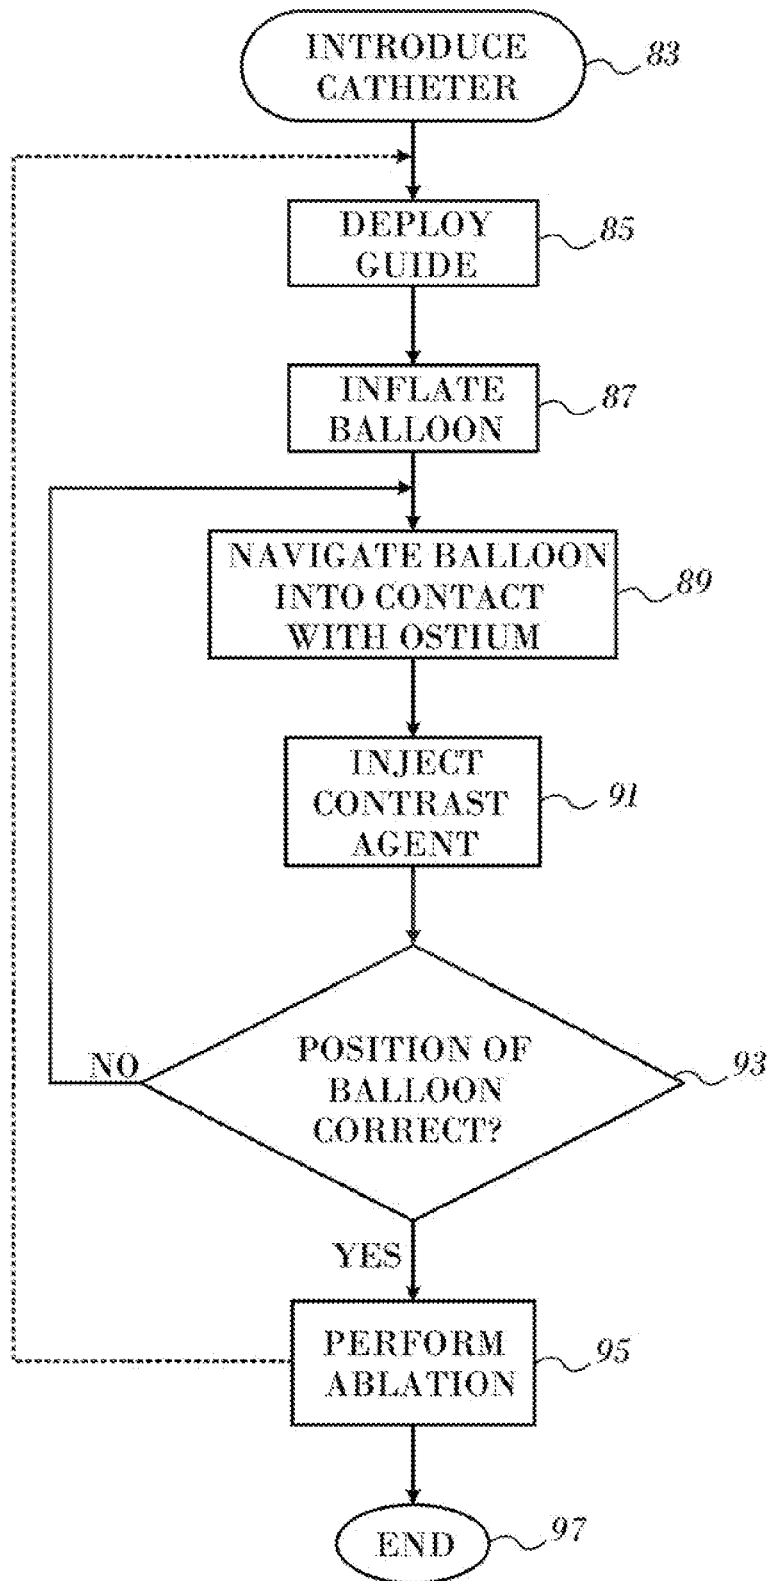 INTRODUCE
CATHETER
83
DEPLOY
GUIDE
85
INFLATE
BALLOON
87
NAVIGATE BALLOON
INTO CONTACT
WITH OSTIUM
89
INJECT
CONTRAST
AGENT
91
POSITION OF
BALLOON
CORRECT?
93
NO
YES
PERFORM
ABLATION
95
END
97